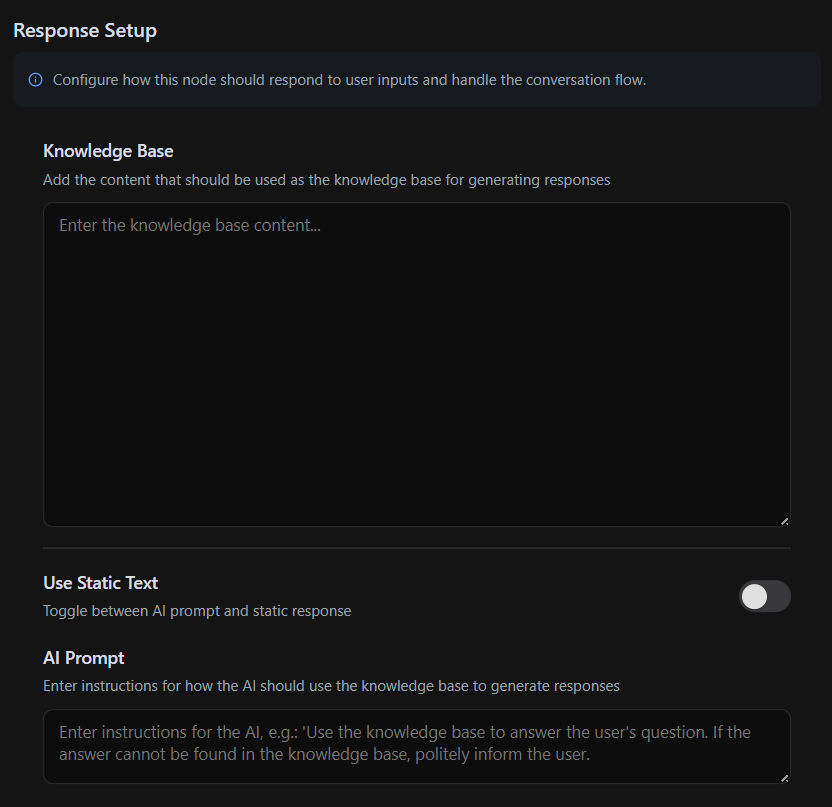 Response Setup
Configure how this node should respond to user inputs and handle the conversation flow.
Knowledge Base
Add the content that should be used as the knowledge base for generating responses
Enter the knowledge base content...
Use Static Text
Toggle between AI prompt and static response
AI Prompt
Enter instructions for how the AI should use the knowledge base to generate responses
Enter instructions for the AI, e.g.: 'Use the knowledge base to answer the user's question. If the
answer cannot be found in the knowledge base, politely inform the user.